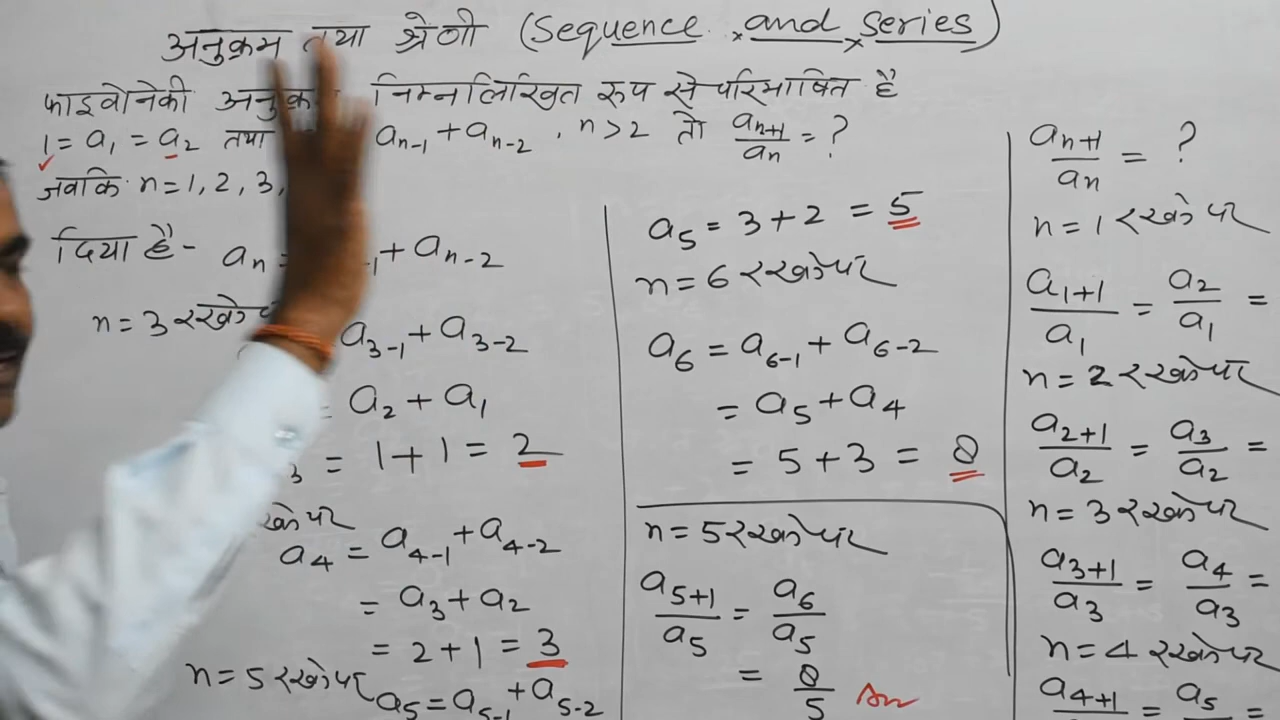 अनुक्रम तथा श्रेणी (Sequence and Series)
फाइवोनेकी निम्नलिखित रुप से परिभाषित है
1 = a₁ = a₂ तथा aₙ₋₁ + aₙ₋₂ , n > 2 तो aₙ₊₁/aₙ = ?
जबकि n = 1, 2, 3,
दिया है - aₙ = + aₙ₋₂
n = 3 रखने
a₃₋₁ + a₃₋₂
= a₂ + a₁
₃ = 1 + 1 = 2
पर
a₄ = a₄₋₁ + a₄₋₂
= a₃ + a₂
= 2 + 1 = 3
n = 5 रखने पर
a₅ = a₅₋₁ + a₅₋₂
a₅ = 3 + 2 = 5
n = 6 रखने पर
a₆ = a₆₋₁ + a₆₋₂
= a₅ + a₄
= 5 + 3 = 8
n = 5 रखने पर
a₅₊₁/a₅ = a₆/a₅
= 8/5 Ans
aₙ₊₁/aₙ = ?
n = 1 रखने पर
a₁₊₁/a₁ = a₂/a₁ =
n = 2 रखने पर
a₂₊₁/a₂ = a₃/a₂ =
n = 3 रखने पर
a₃₊₁/a₃ = a₄/a₃ =
n = 4 रखने पर
a₄₊₁ = a₅ =